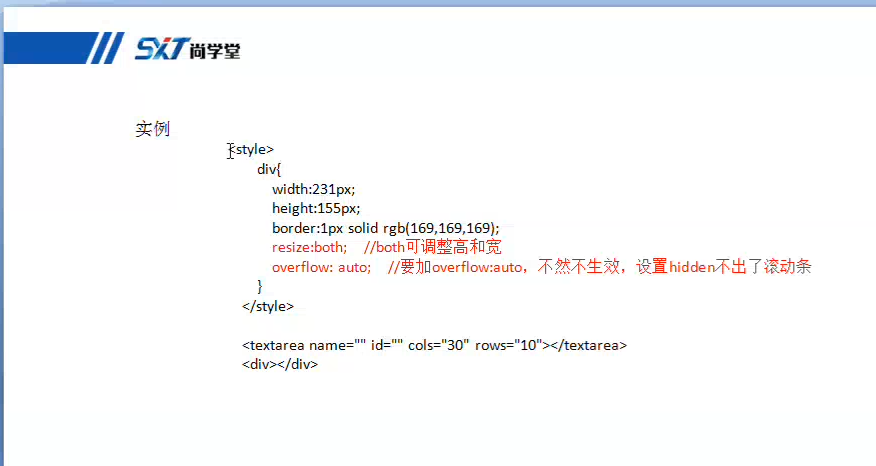 SXT尚学堂
实例
<style>
div{
width:231px;
height:155px;
border:1px solid rgb(169,169,169);
resize:both; //both可调整高和宽
overflow: auto; //要加overflow:auto，不然不生效，设置hidden不出了滚动条
}
</style>
<textarea name="" id="" cols="30" rows="10"></textarea>
<div></div>